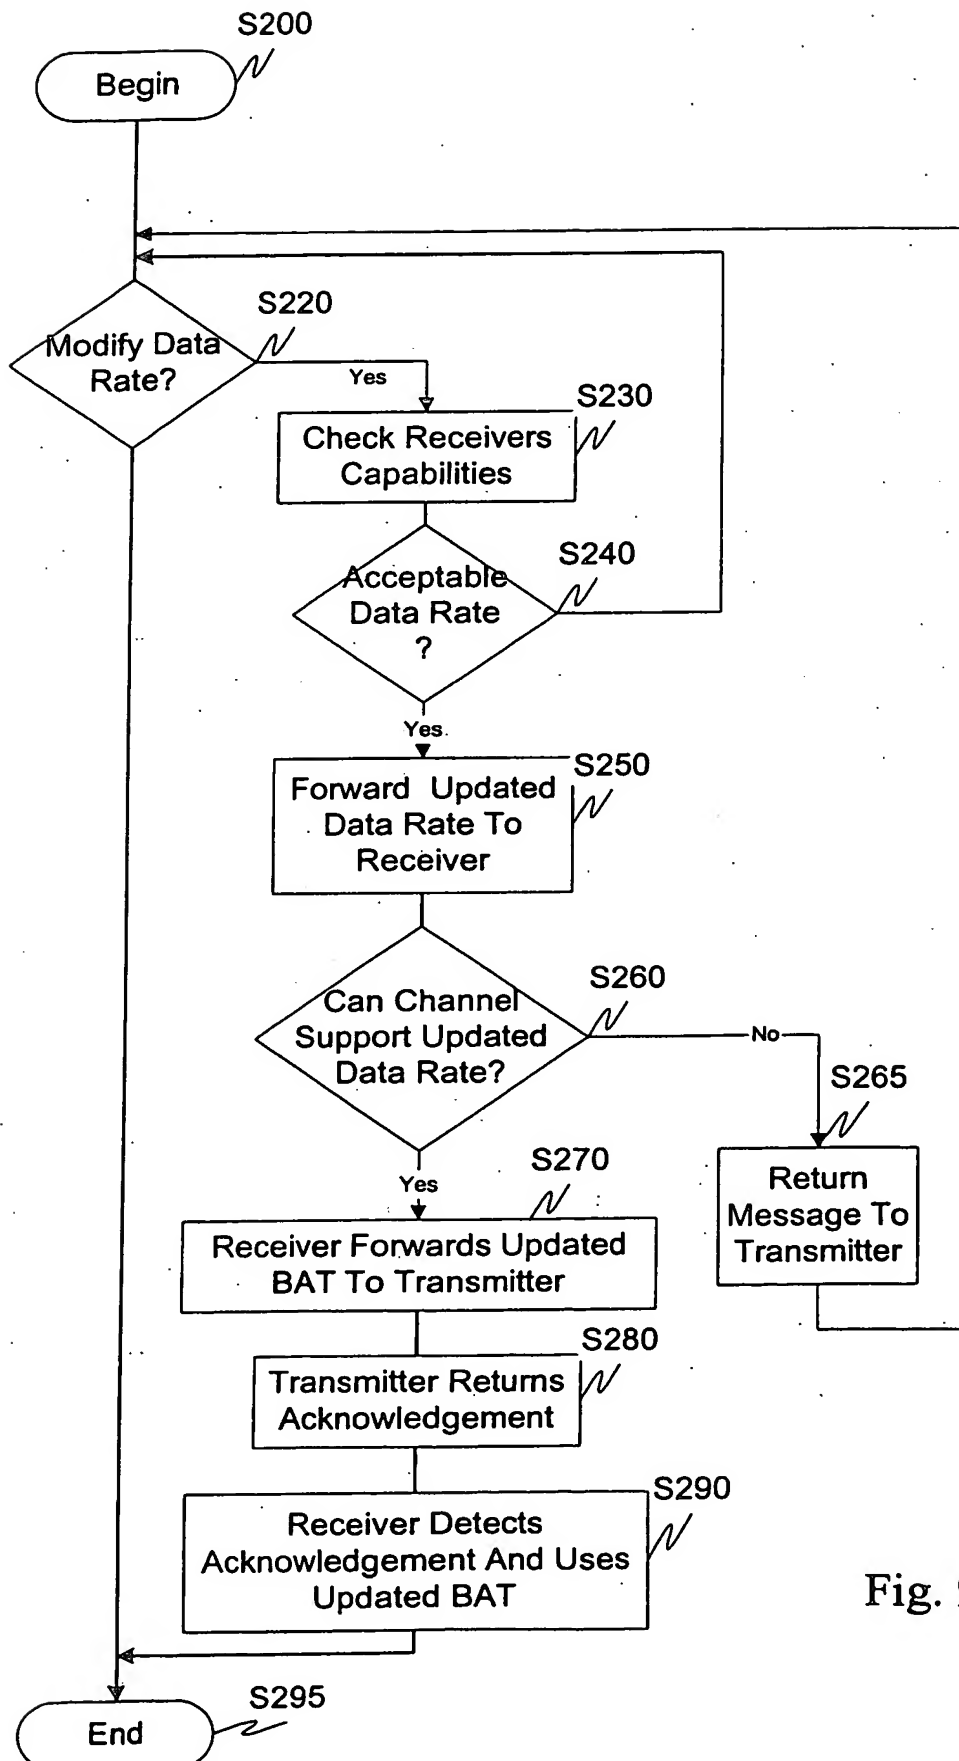 S200
Begin
S220
Modify Data
Rate?
Yes
S230
Check Receivers
Capabilities
S240
Acceptable
Data Rate
?
Yes
S250
Forward Updated
Data Rate To
Receiver
S260
Can Channel
Support Updated
Data Rate?
No
S265
Return
Message To
Transmitter
Yes
S270
Receiver Forwards Updated
BAT To Transmitter
S280
Transmitter Returns
Acknowledgement
S290
Receiver Detects
Acknowledgement And Uses
Updated BAT
Fig.
S295
End